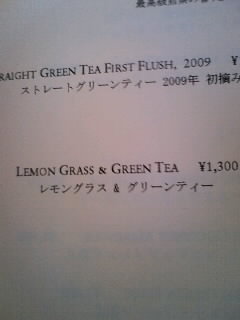 RAIGHT GREEN TEA FIRST FLUSH, 2009 ¥
ストレートグリーンティー 2009年 初摘み
LEMON GRASS & GREEN TEA ¥1,300
レモングラス & グリーンティー